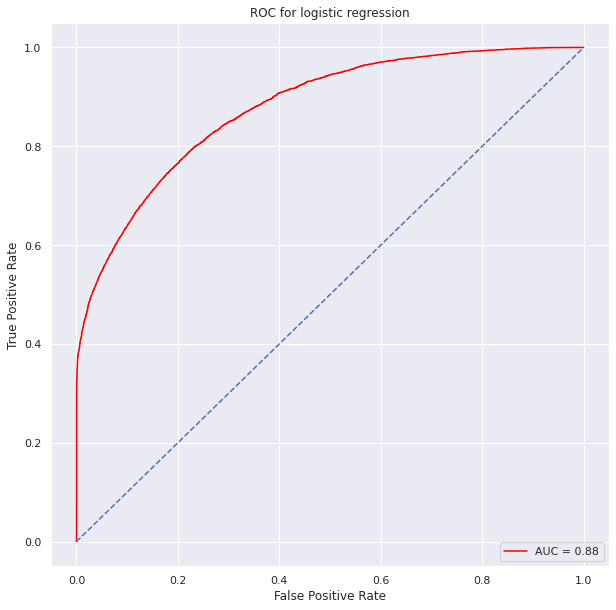 ROC for logistic regression
1.0
0.8
0.6
0.4
0.2
0.0
True Positive Rate
0.0 0.2 0.4 0.6 0.8 1.0
False Positive Rate
AUC = 0.88